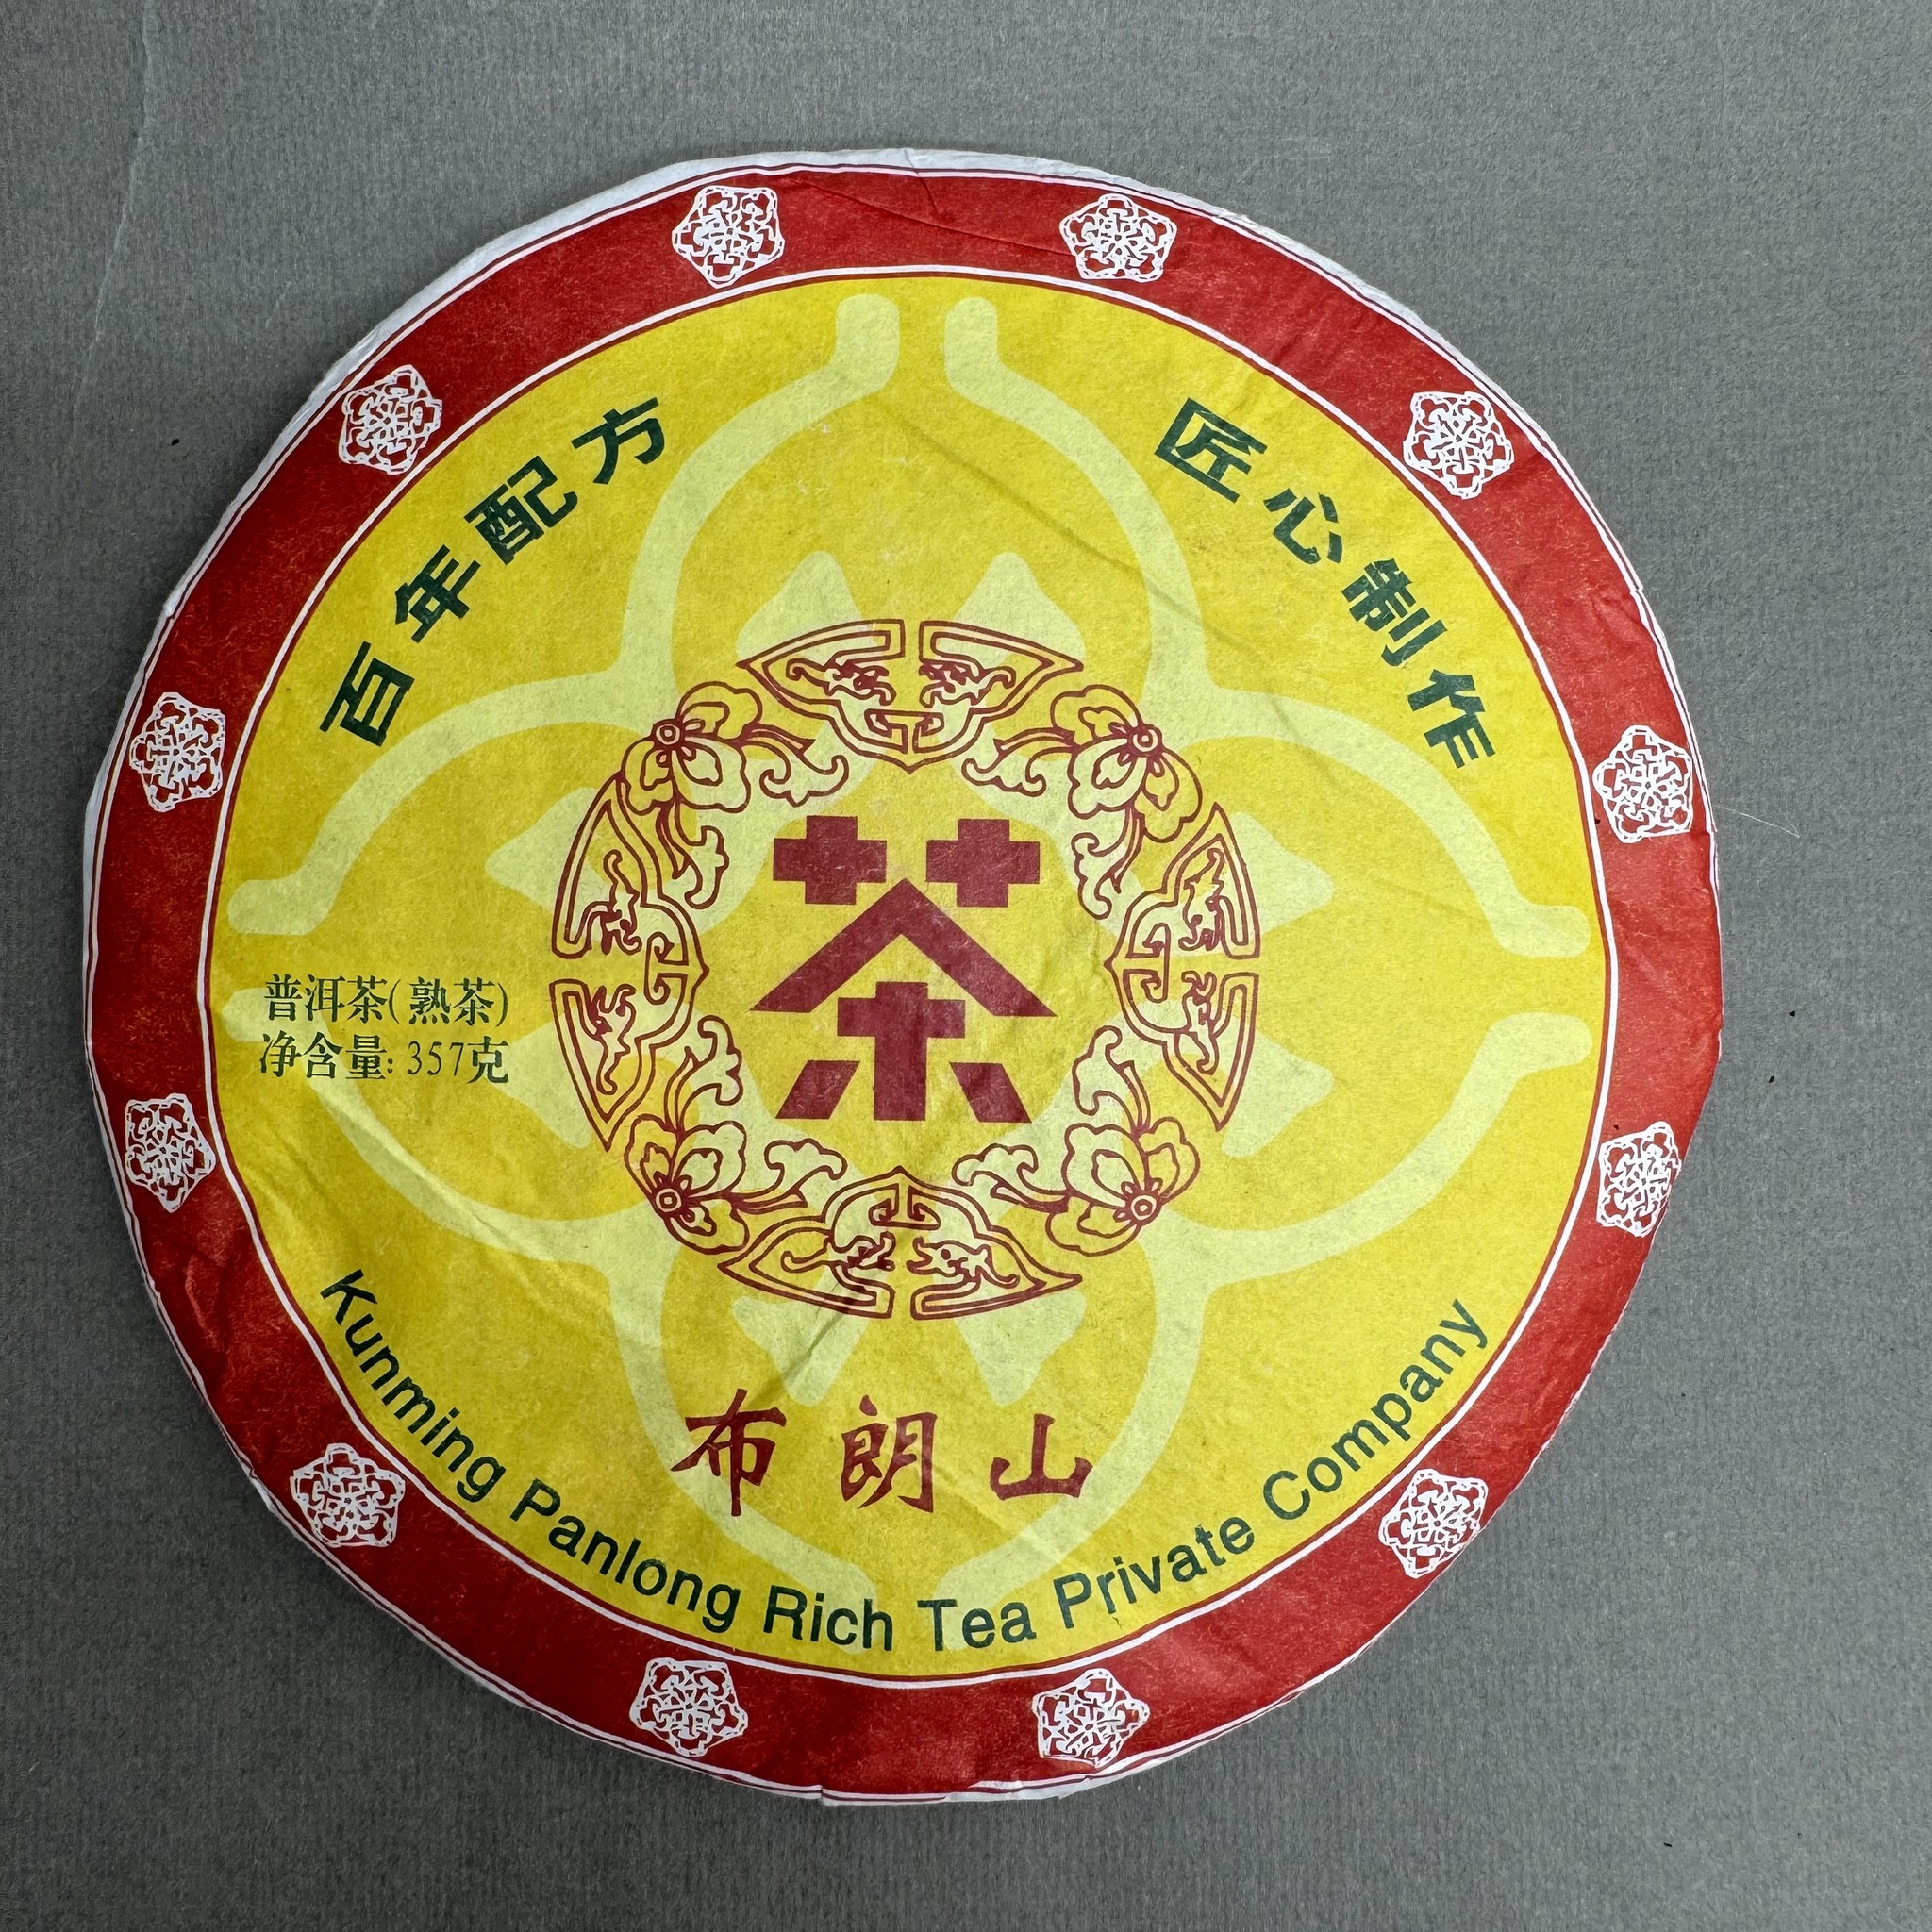 百年配方
匠心制作
茶
普洱茶(熟茶)
净含量: 357克
布朗山
Kunming Panlong Rich Tea Private Company